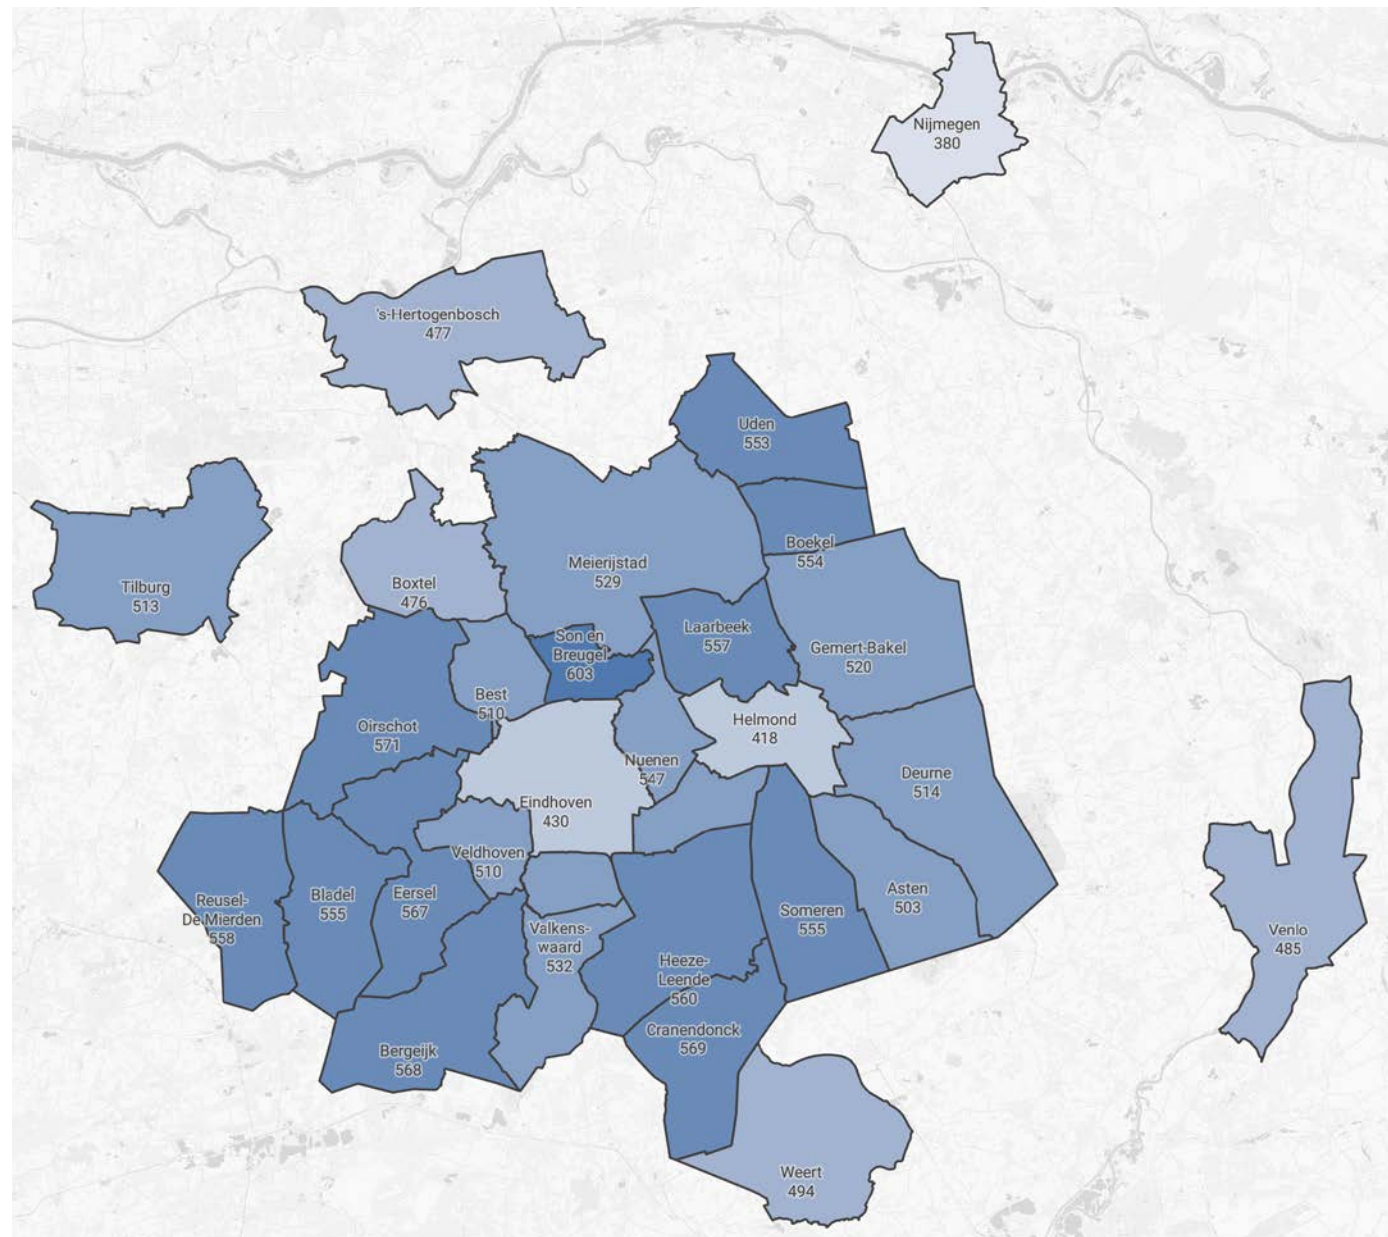 Nijmegen
380
's-Hertogenbosch
477
Uden
553
Boekel
554
Meierijstad
529
Tilburg
513
Boxtel
476
Son en
Breugel
603
Laarbeek
557
Gemert-Bakel
520
Best
510
Oirschot
571
Helmond
418
Nuenen
547
Deurne
514
Eindhoven
430
Veldhoven
510
Reusel-
De Mierden
558
Bladel
555
Eersel
567
Asten
503
Someren
555
Valkens-
waard
532
Venlo
485
Heeze-
Leende
560
Cranendonck
569
Bergeijk
568
Weert
494